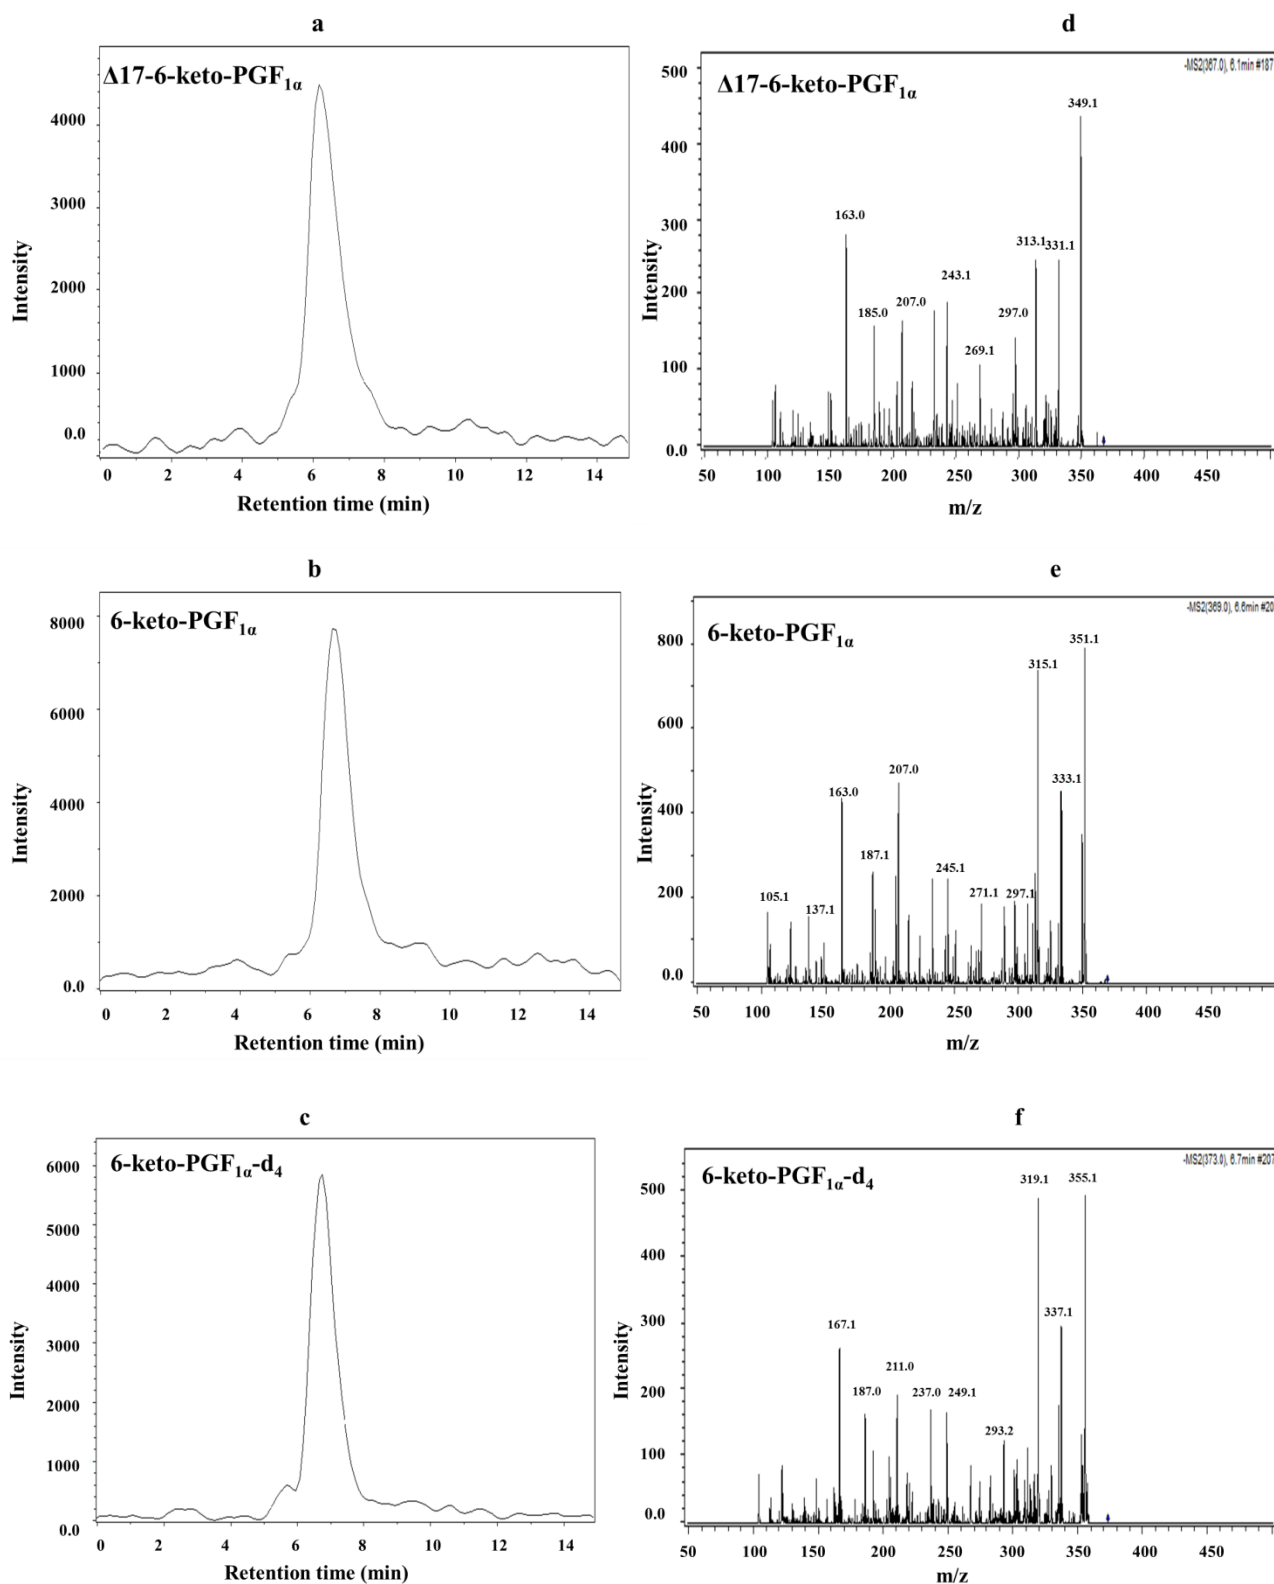 a
Δ17-6-keto-PGF1α
4000
3000
2000
1000
0.0
Intensity
0 2 4 6 8 10 12 14
Retention time (min)
d
-MS2(367.0), 6.1min #187
Δ17-6-keto-PGF1α
500
400
300
200
100
0.0
Intensity
349.1
163.0
313.1 331.1
243.1
185.0
207.0
297.0
269.1
50 100 150 200 250 300 350 400 450
m/z
b
6-keto-PGF1α
8000
6000
4000
2000
0.0
Intensity
0 2 4 6 8 10 12 14
Retention time (min)
e
-MS2(369.0), 6.6min #20
6-keto-PGF1α
800
600
400
200
0.0
Intensity
351.1
315.1
207.0
163.0
333.1
187.1
245.1
271.1
297.1
105.1
137.1
50 100 150 200 250 300 350 400 450
m/z
c
6-keto-PGF1α-d4
6000
5000
4000
3000
2000
1000
0.0
Intensity
0 2 4 6 8 10 12 14
Retention time (min)
f
-MS2(373.0), 6.7min #207
6-keto-PGF1α-d4
500
400
300
200
100
0.0
Intensity
319.1
355.1
167.1
337.1
211.0
187.0
237.0
249.1
293.2
50 100 150 200 250 300 350 400 450
m/z